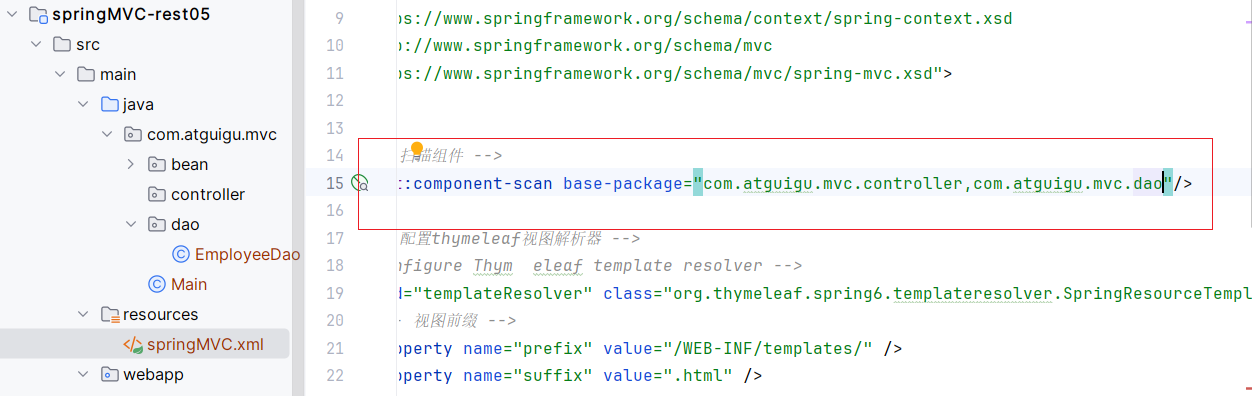 springMVC-rest05
src
main
java
com.atguigu.mvc
bean
controller
dao
EmployeeDao
Main
resources
springMVC.xml
webapp
9 ps://www.springframework.org/schema/context/spring-context.xsd
10 p://www.springframework.org/schema/mvc
11 ps://www.springframework.org/schema/mvc/spring-mvc.xsd">
12
13
14 扫描组件 -->
15 t:component-scan base-package="com.atguigu.mvc.controller,com.atguigu.mvc.dao"/>
16
17 配置thymeleaf视图解析器 -->
18 nfigure Thym eleaf template resolver -->
19 d="templateResolver" class="org.thymeleaf.spring6.templateresolver.SpringResourceTempl
20 - 视图前缀 -->
21 operty name="prefix" value="/WEB-INF/templates/" />
22 operty name="suffix" value=".html" />